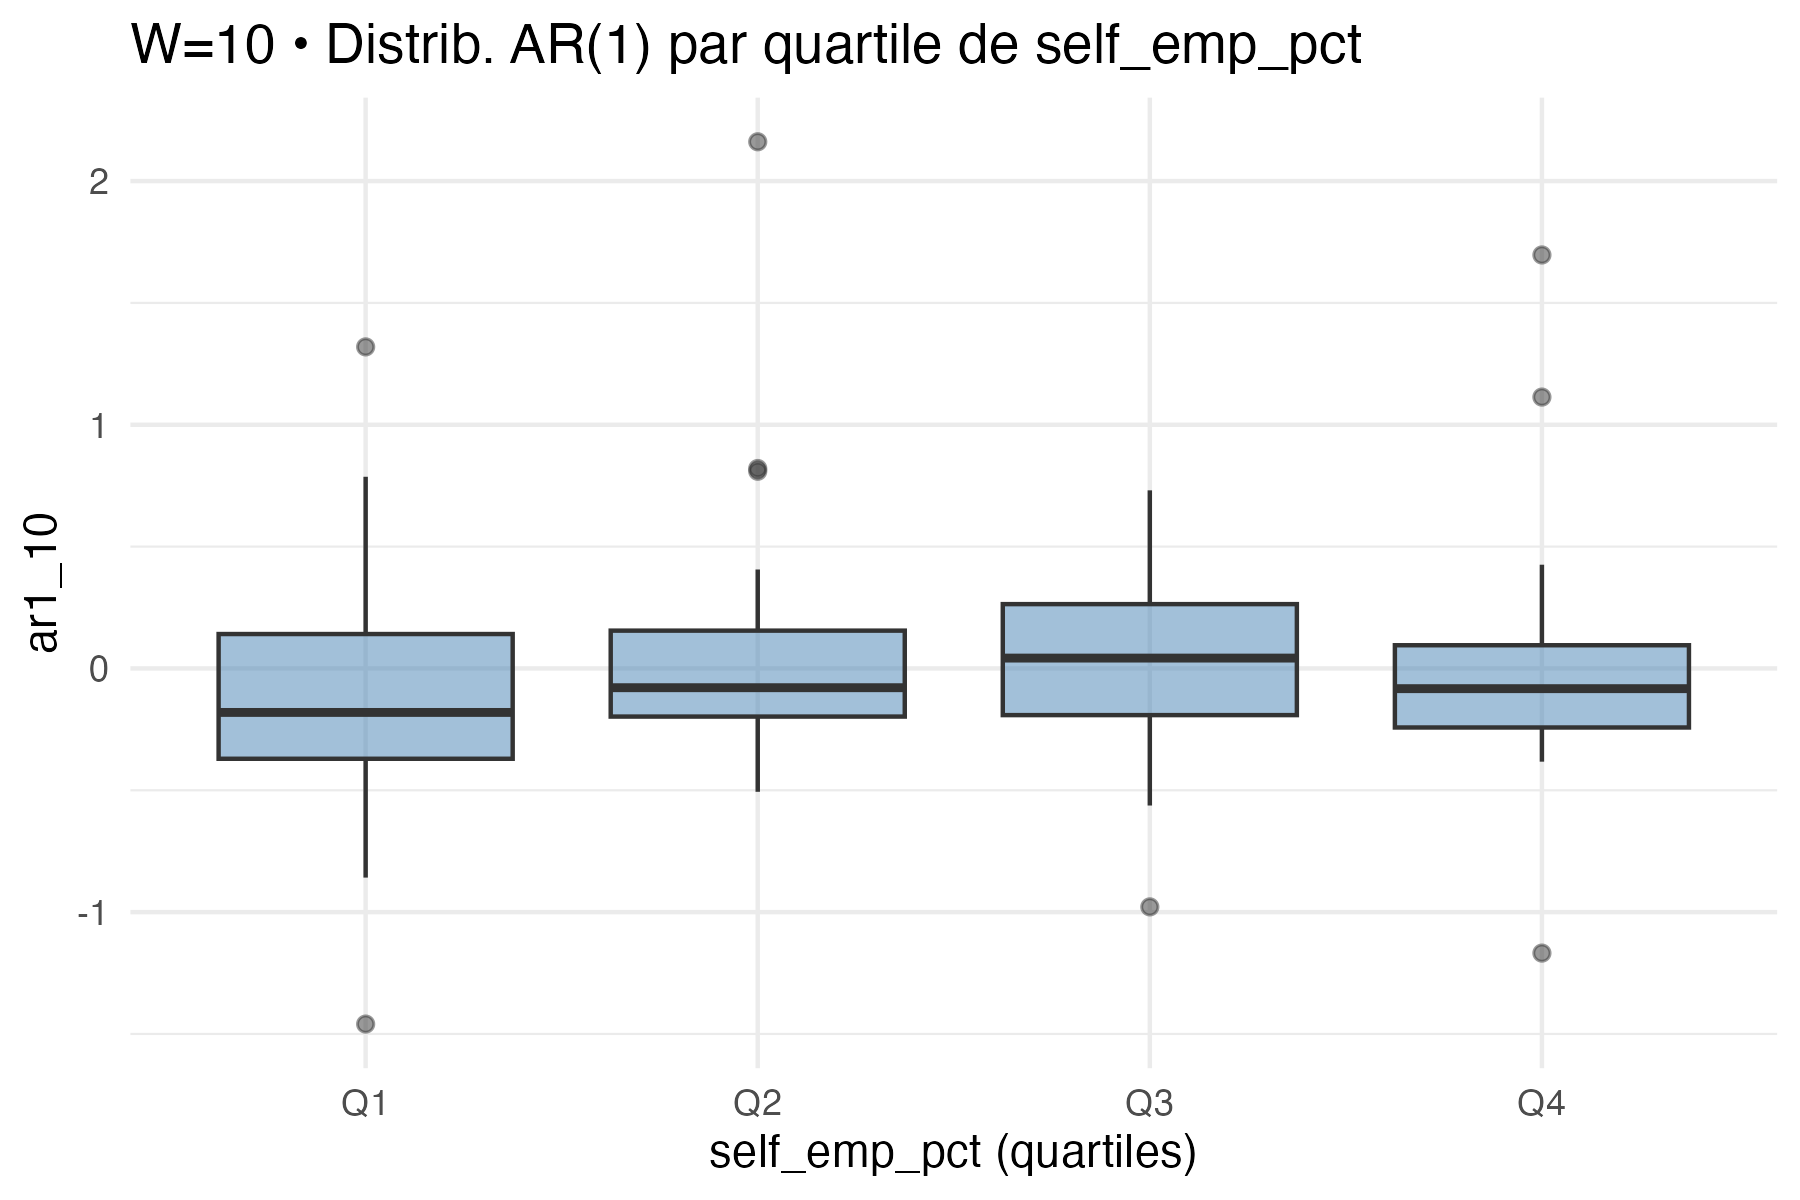 W=10 • Distrib. AR(1) par quartile de self_emp_pct
2
1
0
-1
ar1_10
Q1 Q2 Q3 Q4
self_emp_pct (quartiles)